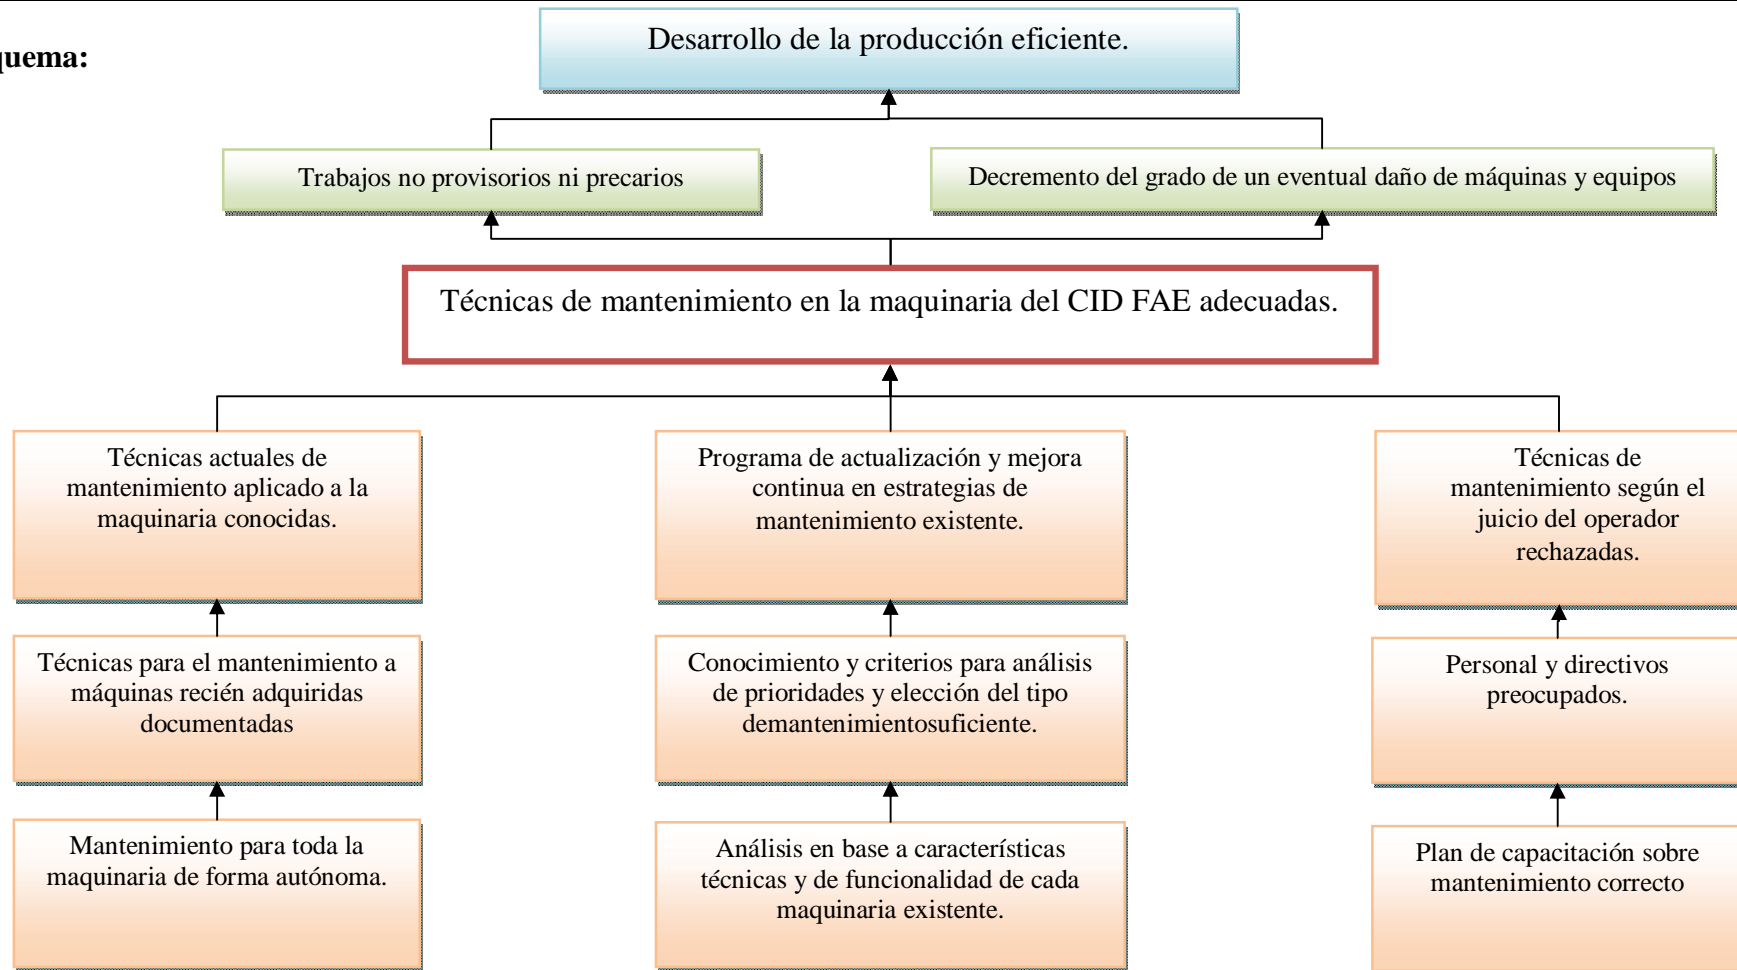 quema:
Desarrollo de la producción eficiente.
Trabajos no provisorios ni precarios
Decremento del grado de un eventual daño de máquinas y equipos
Técnicas de mantenimiento en la maquinaria del CID FAE adecuadas.
Técnicas actuales de
mantenimiento aplicado a la
maquinaria conocidas.
Programa de actualización y mejora
continua en estrategias de
mantenimiento existente.
Técnicas de
mantenimiento según el
juicio del operador
rechazadas.
Técnicas para el mantenimiento a
máquinas recién adquiridas
documentadas
Conocimiento y criterios para análisis
de prioridades y elección del tipo
demantenimientosuficiente.
Personal y directivos
preocupados.
Mantenimiento para toda la
maquinaria de forma autónoma.
Análisis en base a características
técnicas y de funcionalidad de cada
maquinaria existente.
Plan de capacitación sobre
mantenimiento correcto